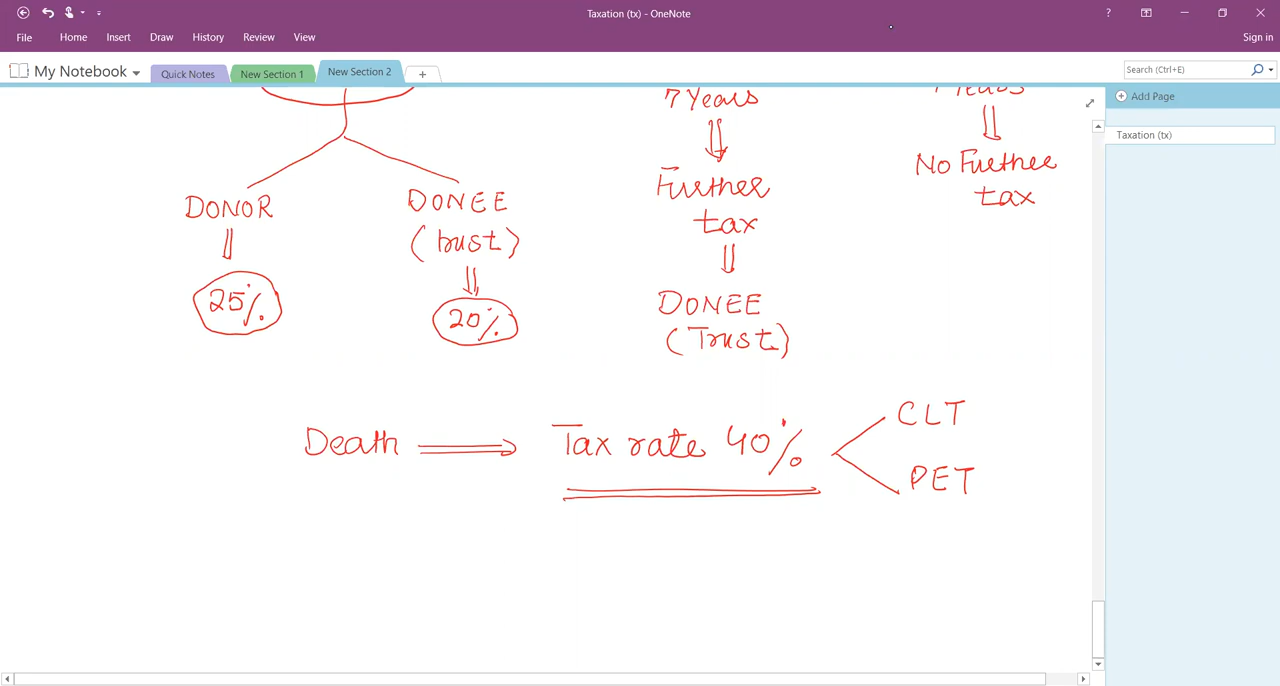 Taxation (tx) - OneNote
?
File
Home
Insert
Draw
History
Review
View
Sign in
My Notebook
Quick Notes
New Section 1
New Section 2
+
Search (Ctrl+E)
Add Page
Taxation (tx)
7 Years
7 Years
Further
tax
No Further
tax
DONOR
DONEE
(trust)
25%
20%
DONEE
(Trust)
Death
Tax rate 40%
CLT
PET